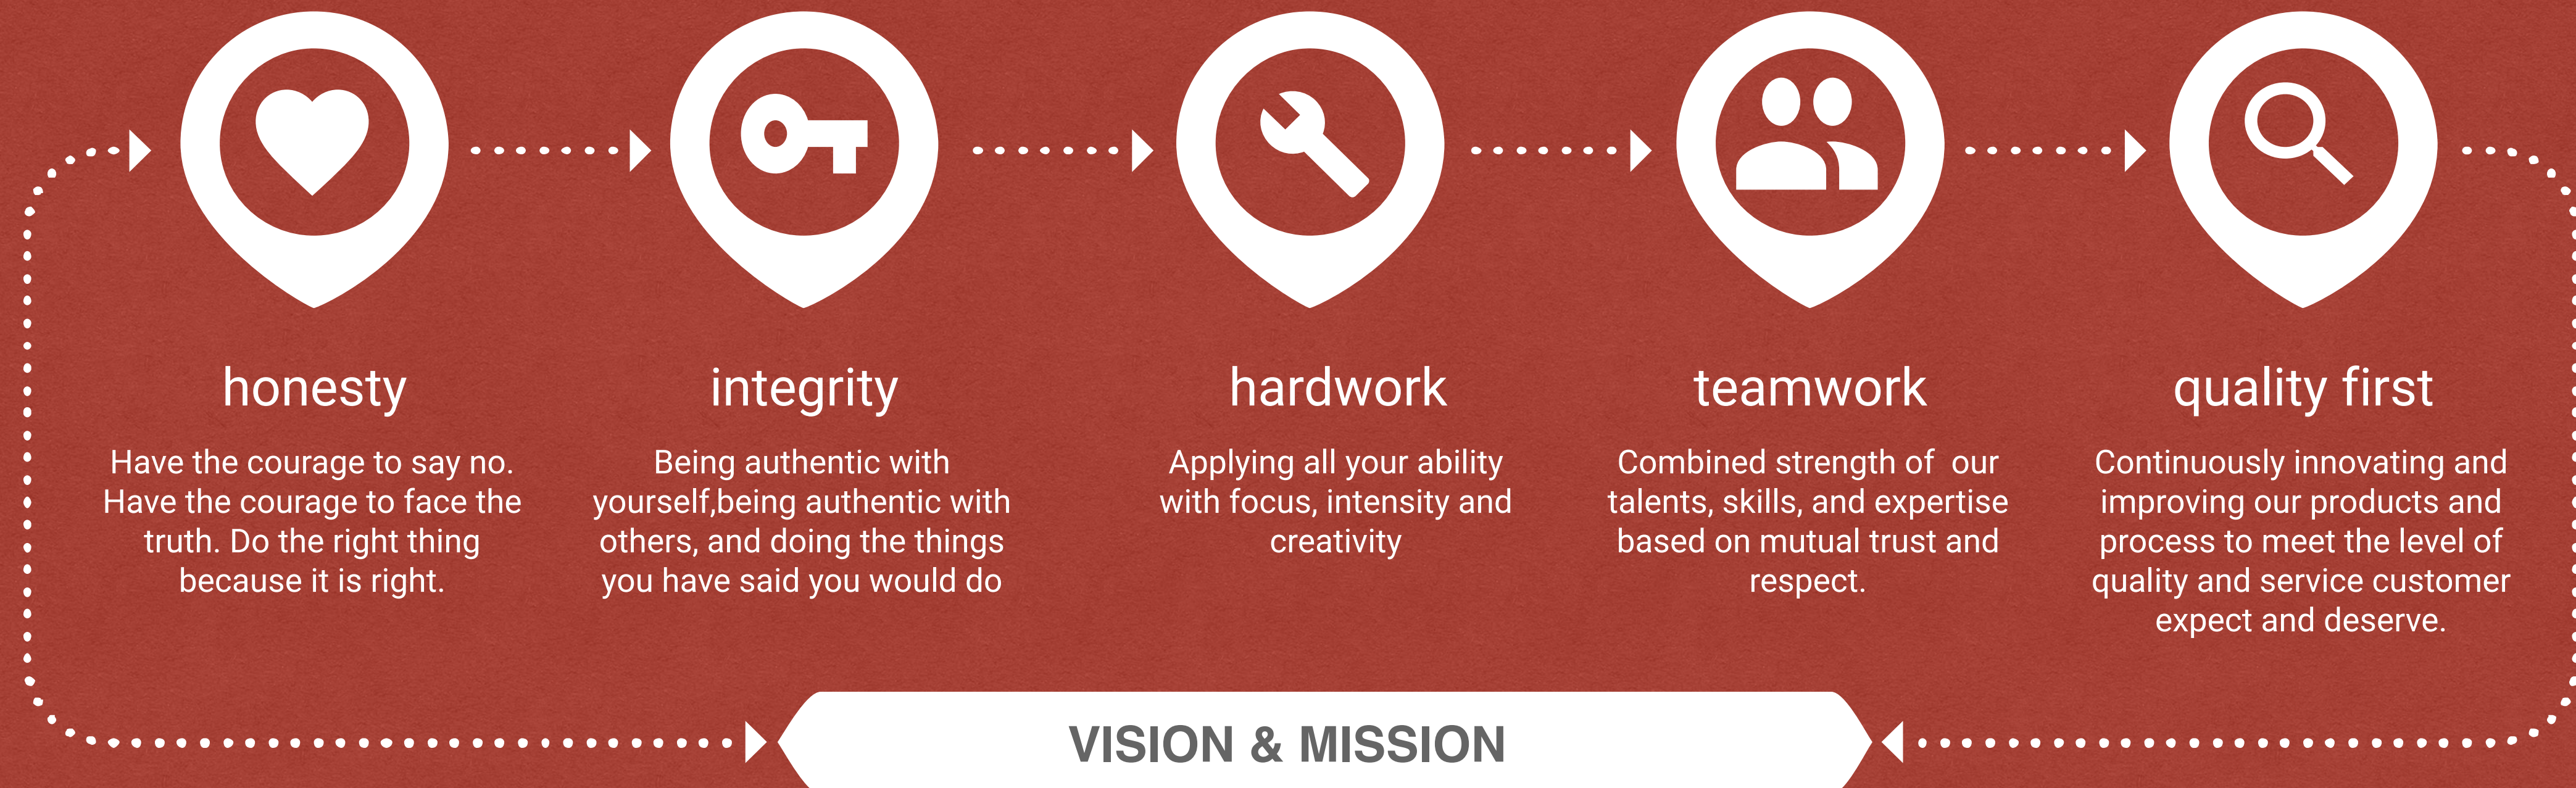 honesty
Have the courage to say no.
Have the courage to face the
truth. Do the right thing
because it is right.
integrity
Being authentic with
yourself,being authentic with
others, and doing the things
you have said you would do
hardwork
Applying all your ability
with focus, intensity and
creativity
teamwork
Combined strength of  our
talents, skills, and expertise
based on mutual trust and
respect.
quality first
Continuously innovating and
improving our products and
process to meet the level of
quality and service customer
expect and deserve.
VISION & MISSION